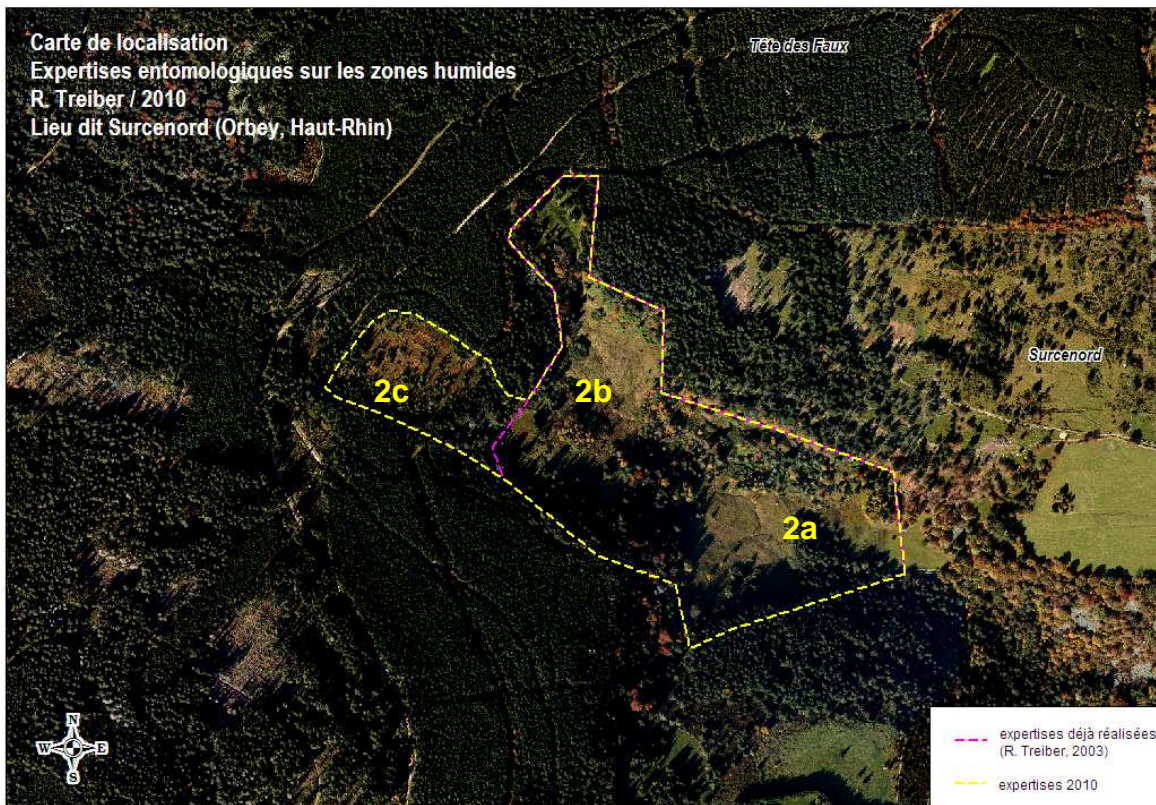 Carte de localisation
Expertises entomologiques sur les zones humides
R. Treiber / 2010
Lieu dit Surcenord (Orbey, Haut-Rhin)
Tête des Faux
Surcenord
2c
2b
2a
N
W E
S
expertises déjà réalisées
(R. Treiber, 2003)
expertises 2010